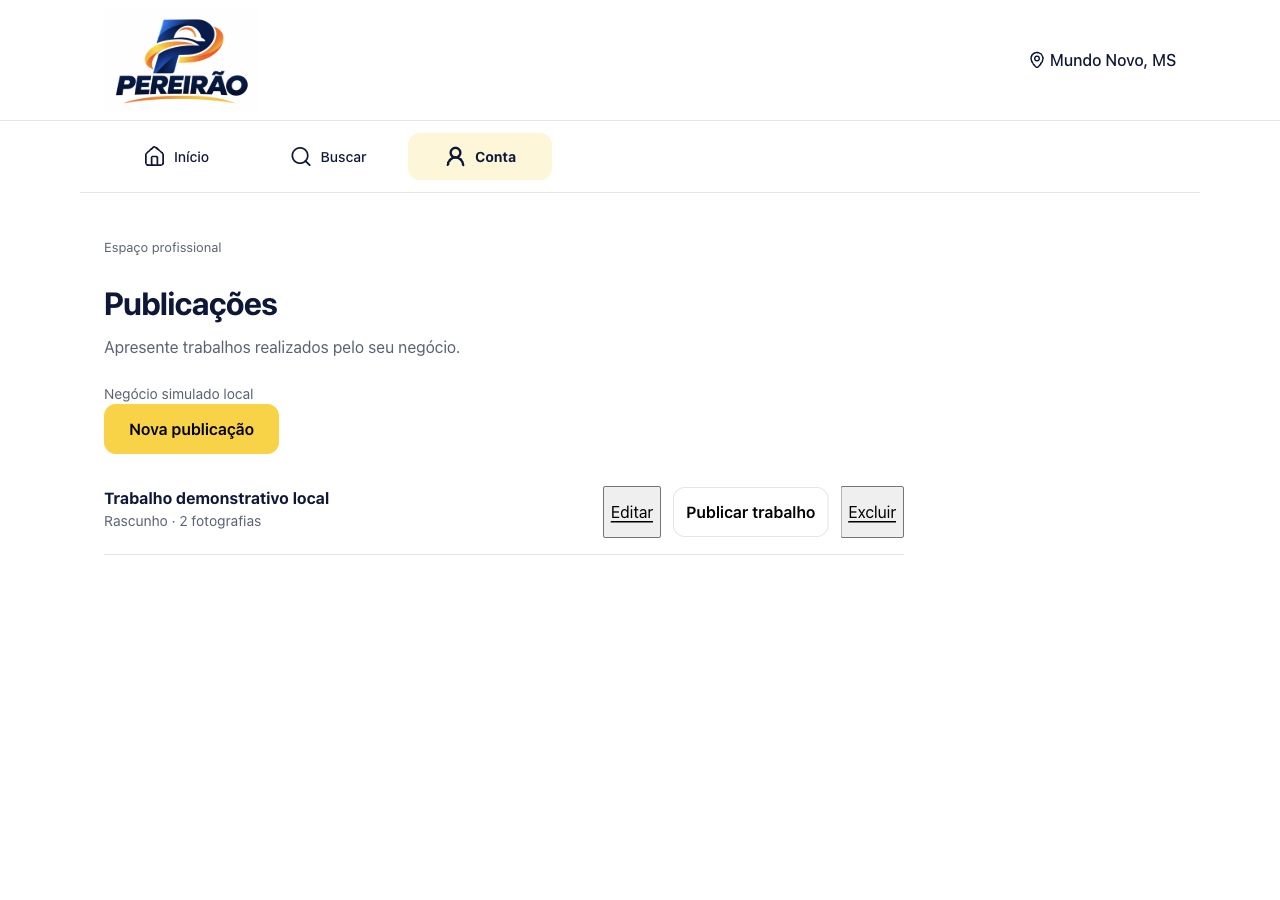 PEREIRÃO
Mundo Novo, MS
Início
Buscar
Conta
Espaço profissional
Publicações
Apresente trabalhos realizados pelo seu negócio.
Negócio simulado local
Nova publicação
Trabalho demonstrativo local
Rascunho · 2 fotografias
Editar
Publicar trabalho
Excluir